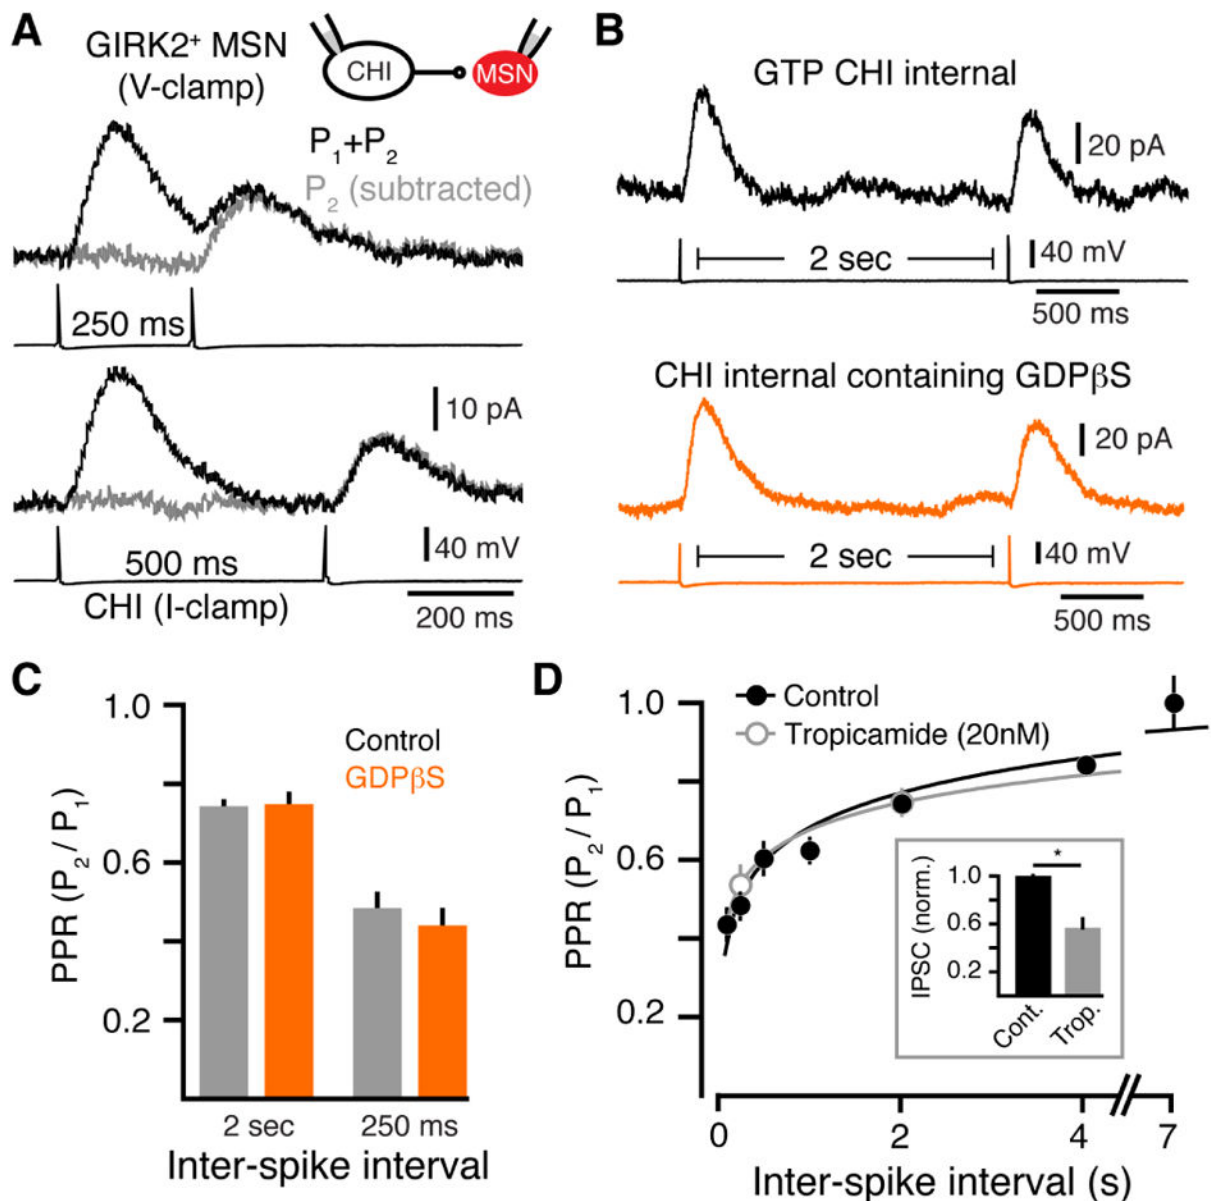 A
GIRK2⁺ MSN
(V-clamp)
CHI
MSN
P₁+P₂
P₂ (subtracted)
250 ms
10 pA
500 ms
40 mV
CHI (I-clamp)
200 ms
B
GTP CHI internal
20 pA
2 sec
40 mV
500 ms
CHI internal containing GDPβS
20 pA
2 sec
40 mV
500 ms
C
PPR (P₂ / P₁)
1.0
0.6
0.2
Control
GDPβS
2 sec
250 ms
Inter-spike interval
D
PPR (P₂ / P₁)
1.0
0.6
0.2
Control
Tropicamide (20nM)
IPSC (norm.)
1.0
0.6
0.2
*
Cont.
Trop.
0
2
4
7
Inter-spike interval (s)